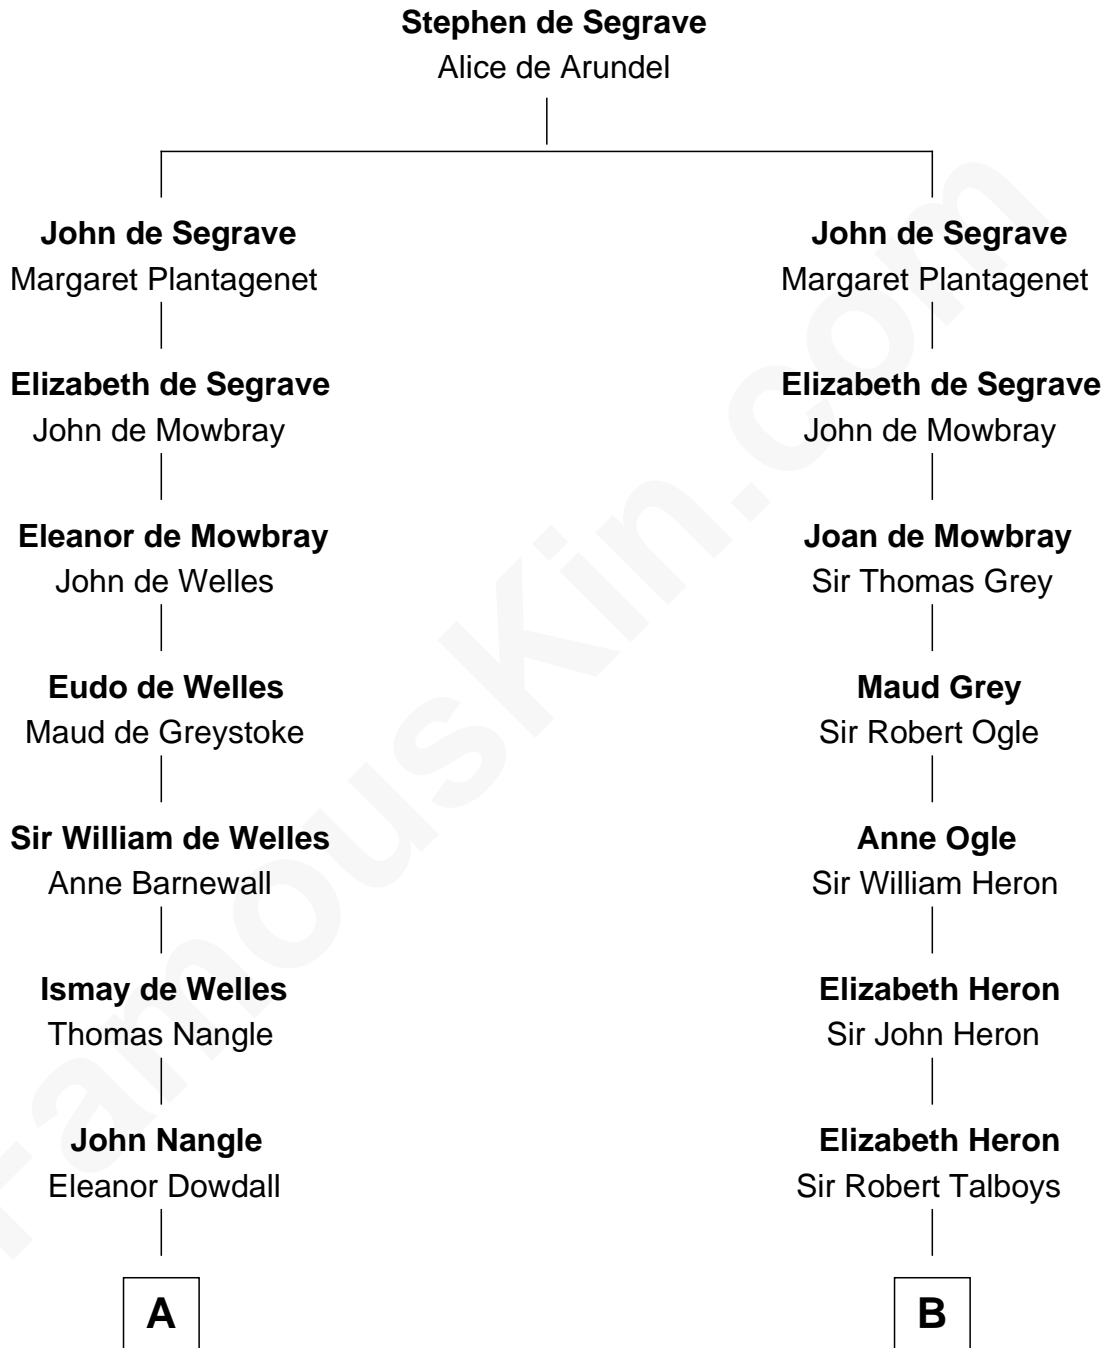 Stephen de Segrave
Alice de Arundel
John de Segrave
Margaret Plantagenet
Elizabeth de Segrave
John de Mowbray
Eleanor de Mowbray
John de Welles
Eudo de Welles
Maud de Greystoke
Sir William de Welles
Anne Barnewall
Ismay de Welles
Thomas Nangle
John Nangle
Eleanor Dowdall
A
John de Segrave
Margaret Plantagenet
Elizabeth de Segrave
John de Mowbray
Joan de Mowbray
Sir Thomas Grey
Maud Grey
Sir Robert Ogle
Anne Ogle
Sir William Heron
Elizabeth Heron
Sir John Heron
Elizabeth Heron
Sir Robert Talboys
B
FamousKin.com